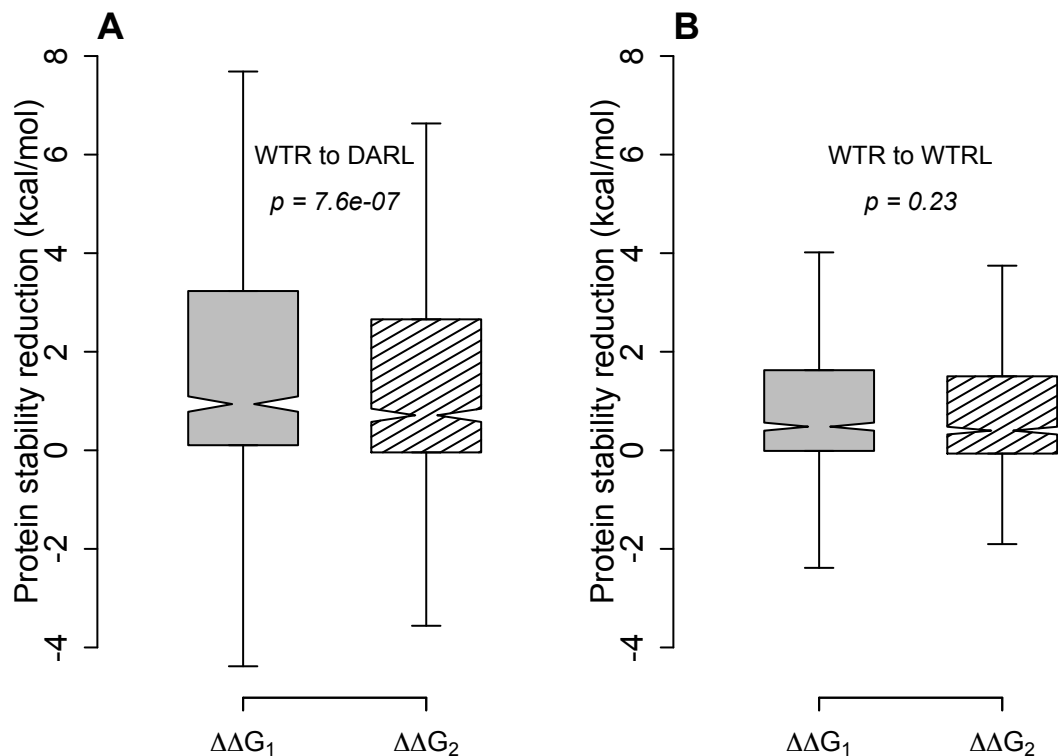 A
Protein stability reduction (kcal/mol)
8
6
4
2
0
-2
-4
WTR to DARL
p = 7.6e-07
ΔΔG₁
ΔΔG₂
B
Protein stability reduction (kcal/mol)
8
6
4
2
0
-2
-4
WTR to WTRL
p = 0.23
ΔΔG₁
ΔΔG₂